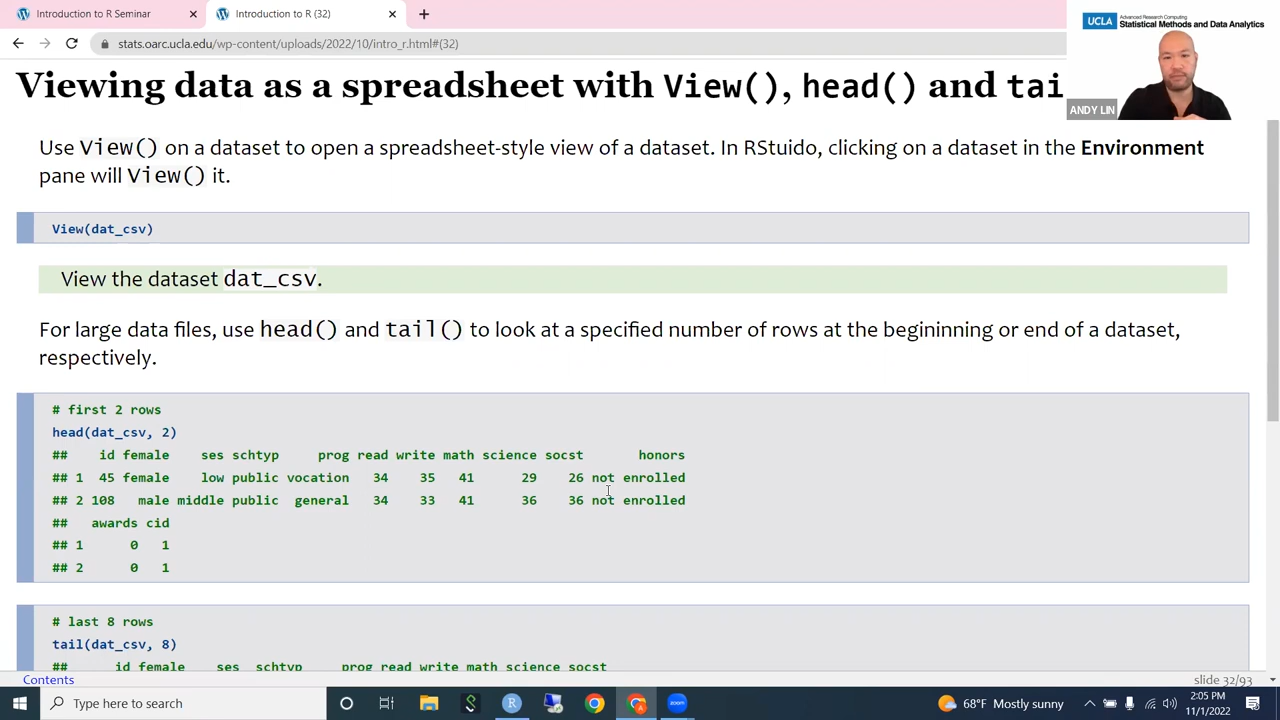 Introduction to R Seminar
Introduction to R (32)
stats.oarc.ucla.edu/wp-content/uploads/2022/10/intro_r.html#(32)
UCLA Advanced Research Computing
Statistical Methods and Data Analytics
ANDY LIN
Viewing data as a spreadsheet with View(), head() and tai
Use View() on a dataset to open a spreadsheet-style view of a dataset. In RStuido, clicking on a dataset in the Environment
pane will View() it.
View(dat_csv)
View the dataset dat_csv.
For large data files, use head() and tail() to look at a specified number of rows at the begininning or end of a dataset,
respectively.
# first 2 rows
head(dat_csv, 2)
## id female ses schtyp prog read write math science socst honors
## 1 45 female low public vocation 34 35 41 29 26 not enrolled
## 2 108 male middle public general 34 33 41 36 36 not enrolled
## awards cid
## 1 0 1
## 2 0 1
# last 8 rows
tail(dat_csv, 8)
## id female ses schtyp prog read write math science socst
Contents
slide 32/93
Type here to search
R
zoom
68°F Mostly sunny
2:05 PM
11/1/2022